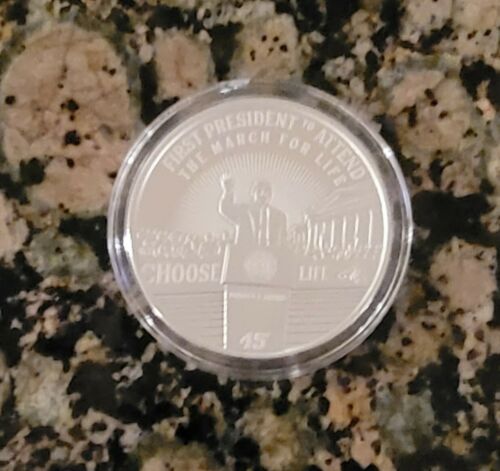 FIRST PRESIDENT TO ATTEND
THE MARCH FOR LIFE
CHOOSE LIFE
45